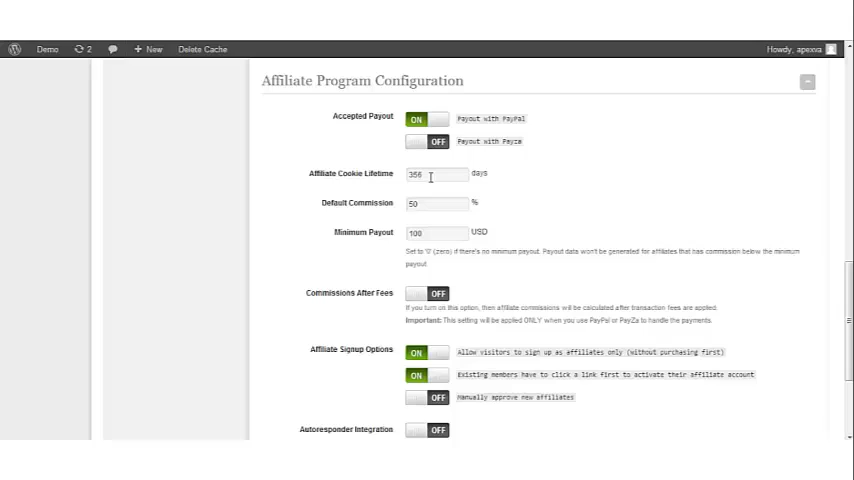 Demo 2 New Delete Cache Howdy, apexva
Affiliate Program Configuration
Accepted Payout ON Payout with PayPal
OFF Payout with Payza
Affiliate Cookie Lifetime 356 days
Default Commission 50 %
Minimum Payout 100 USD
Set to '0' (zero) if there's no minimum payout. Payout data won't be generated for affiliates that has commission below the minimum
payout
Commissions After Fees OFF
If you turn on this option, then affiliate commissions will be calculated after transaction fees are applied.
Important: This setting will be applied ONLY when you use PayPal or PayZa to handle the payments.
Affiliate Signup Options ON Allow visitors to sign up as affiliates only (without purchasing first)
ON Existing members have to click a link first to activate their affiliate account
OFF Manually approve new affiliates
Autoresponder Integration OFF